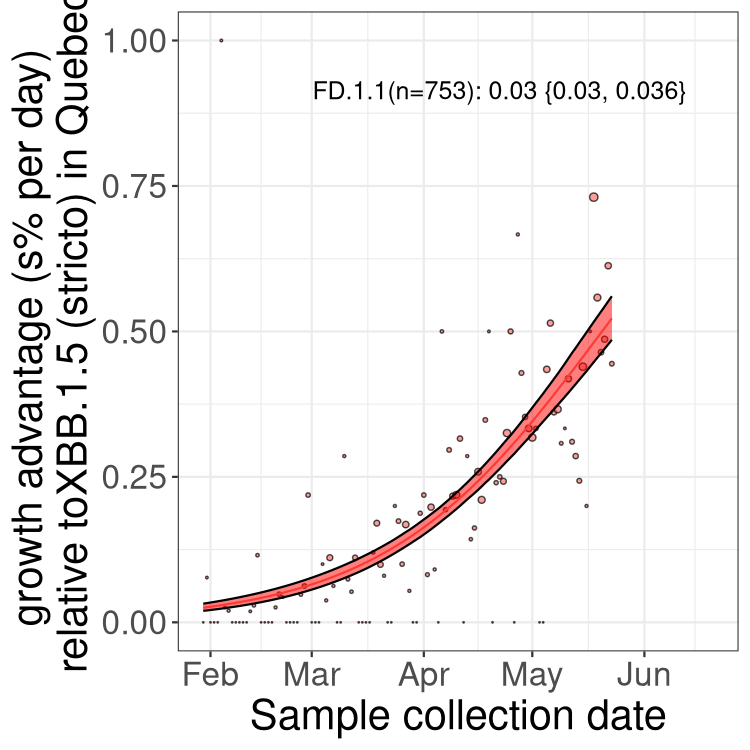 growth advantage (s% per day)
relative toXBB.1.5 (stricto) in Quebec
1.00
0.75
0.50
0.25
0.00
FD.1.1(n=753): 0.03 {0.03, 0.036}
Feb Mar Apr May Jun
Sample collection date